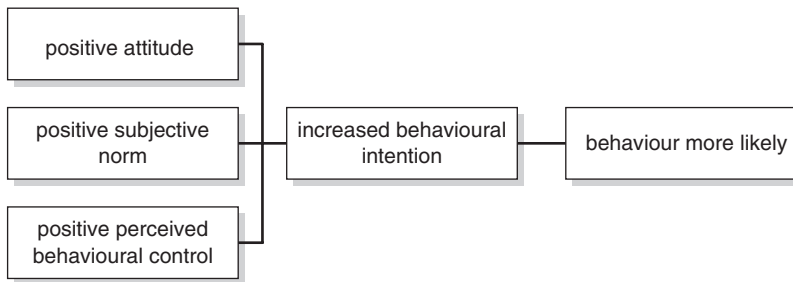 positive attitude
positive subjective
norm
positive perceived
behavioural control
increased behavioural
intention
behaviour more likely